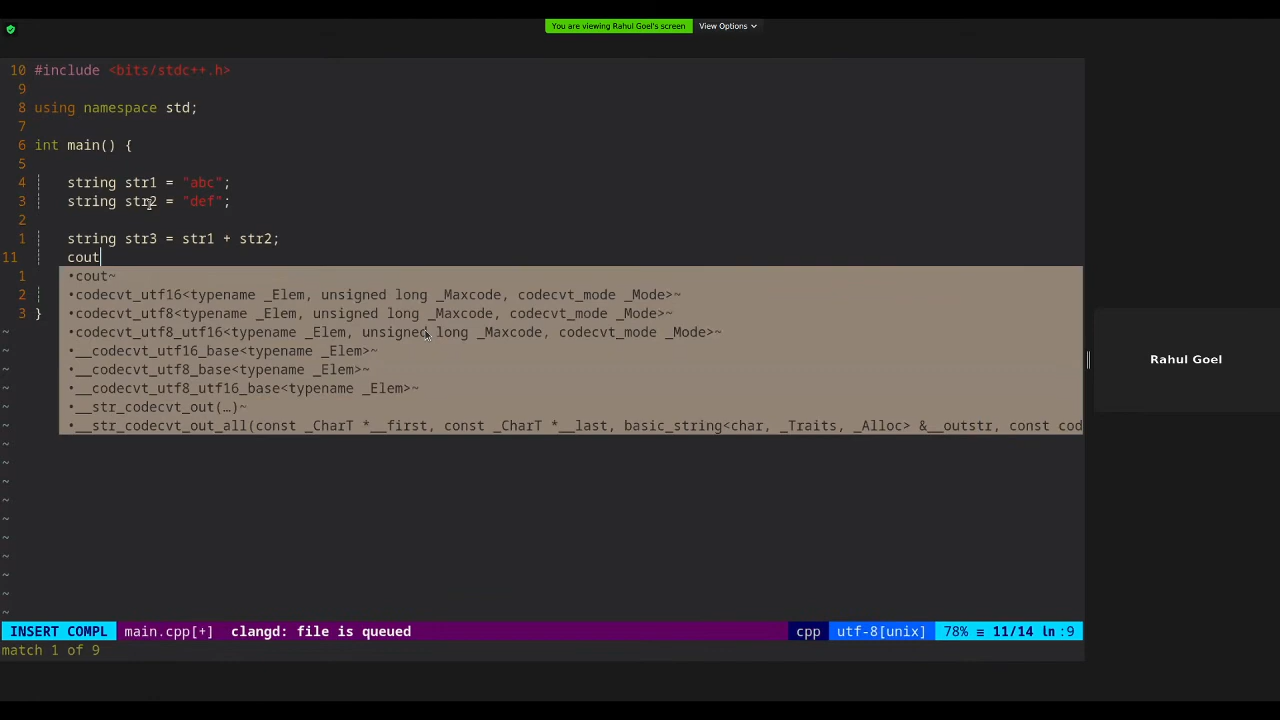 You are viewing Rahul Goel's screen View Options
10 #include <bits/stdc++.h>
9
8 using namespace std;
7
6 int main() {
5
4 string str1 = "abc";
3 string str2 = "def";
2
1 string str3 = str1 + str2;
11 cout
1 •cout~
2 •codecvt_utf16<typename _Elem, unsigned long _Maxcode, codecvt_mode _Mode>~
3 } •codecvt_utf8<typename _Elem, unsigned long _Maxcode, codecvt_mode _Mode>~
~ •codecvt_utf8_utf16<typename _Elem, unsigned long _Maxcode, codecvt_mode _Mode>~
~ •__codecvt_utf16_base<typename _Elem>~
~ •__codecvt_utf8_base<typename _Elem>~
~ •__codecvt_utf8_utf16_base<typename _Elem>~
~ •__str_codecvt_out(…)~
~ •__str_codecvt_out_all(const _CharT *__first, const _CharT *__last, basic_string<char, _Traits, _Alloc> &__outstr, const cod
~
~
~
~
~
~
~
~
~
~
INSERT COMPL main.cpp[+] clangd: file is queued cpp utf-8[unix] 78% ≡ 11/14 ln :9
match 1 of 9
Rahul Goel